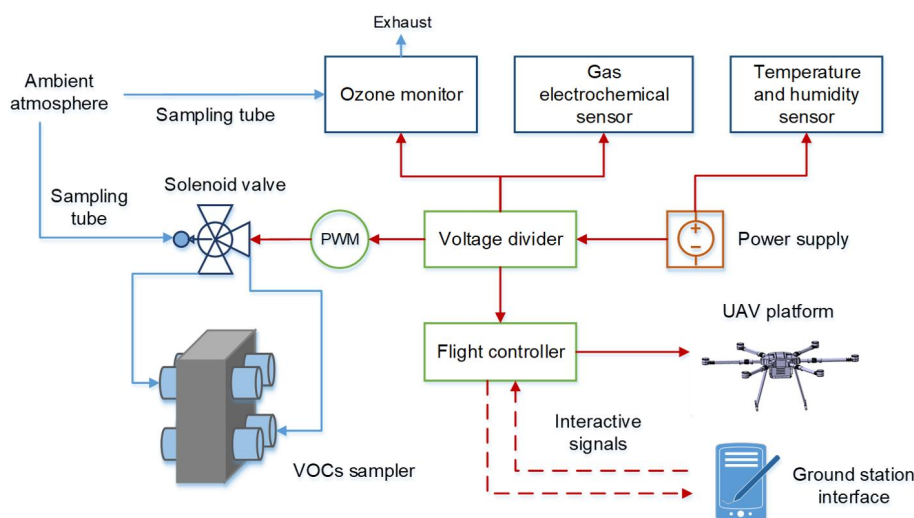 Exhaust
Ambient
atmosphere
Sampling tube
Ozone monitor
Gas
electrochemical
sensor
Temperature
and humidity
sensor
Sampling
tube
Solenoid valve
PWM
Voltage divider
+
−
Power supply
UAV platform
Flight controller
Interactive
signals
VOCs sampler
Ground station
interface